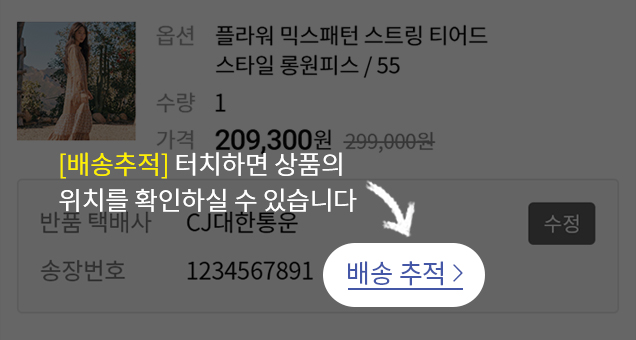 옵션 플라워 믹스패턴 스트링 티어드
스타일 롱원피스 / 55
수량 1
가격 209,300원 299,000원
[배송추적] 터치하면 상품의
위치를 확인하실 수 있습니다
반품 택배사 CJ대한통운 수정
송장번호 1234567891 배송 추적 >